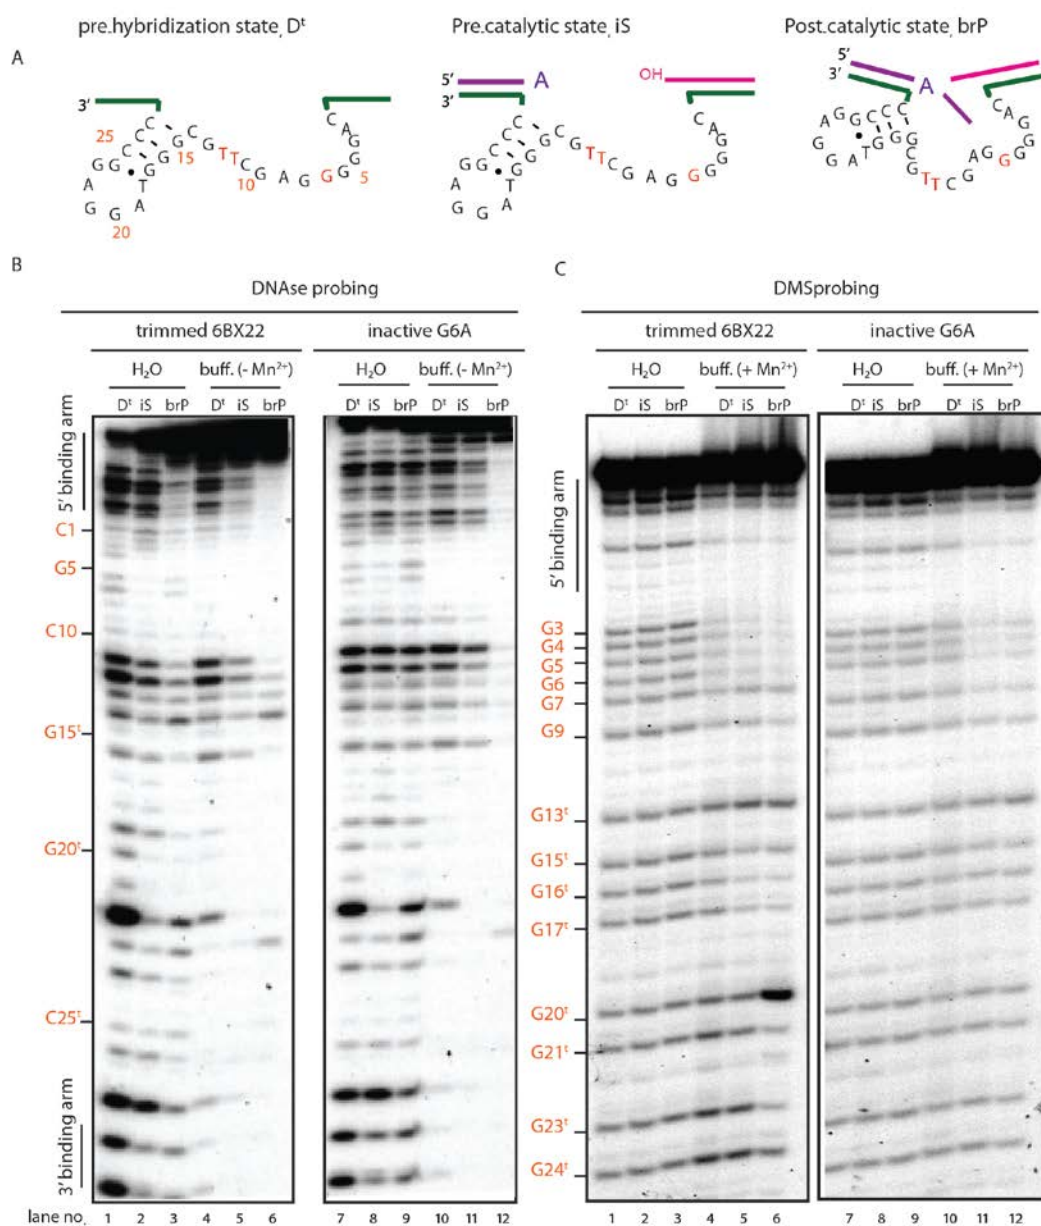 pre.hybridization state, Dᵗ
Pre.catalytic state, iS
Post.catalytic state, brP
A
3'
C
C A
25 C C G C G T T C G A G G G G
G G C G 15 10 5
A G T
G G A
20
5' A
3'
OH
C C A
C C G C G T T C G A G G G G
G G C G
A G T
G G A
5' A
3'
G G C C C C A
A G G G G
G A T G C G A G G
G T T C G A
B
DNAse probing
trimmed 6BX22
inactive G6A
H₂O
buff. (- Mn²⁺)
H₂O
buff. (- Mn²⁺)
Dᵗ iS brP Dᵗ iS brP
Dᵗ iS brP Dᵗ iS brP
5' binding arm
C1
G5
C10
G15ᵗ
G20ᵗ
C25ᵗ
3' binding arm
lane no, 1 2 3 4 5 6 7 8 9 10 11 12
C
DMSprobing
trimmed 6BX22
inactive G6A
H₂O
buff. (+ Mn²⁺)
H₂O
buff. (+ Mn²⁺)
Dᵗ iS brP Dᵗ iS brP
Dᵗ iS brP Dᵗ iS brP
5' binding arm
G3
G4
G5
G6
G7
G9
G13ᵗ
G15ᵗ
G16ᵗ
G17ᵗ
G20ᵗ
G21ᵗ
G23ᵗ
G24ᵗ
1 2 3 4 5 6 7 8 9 10 11 12